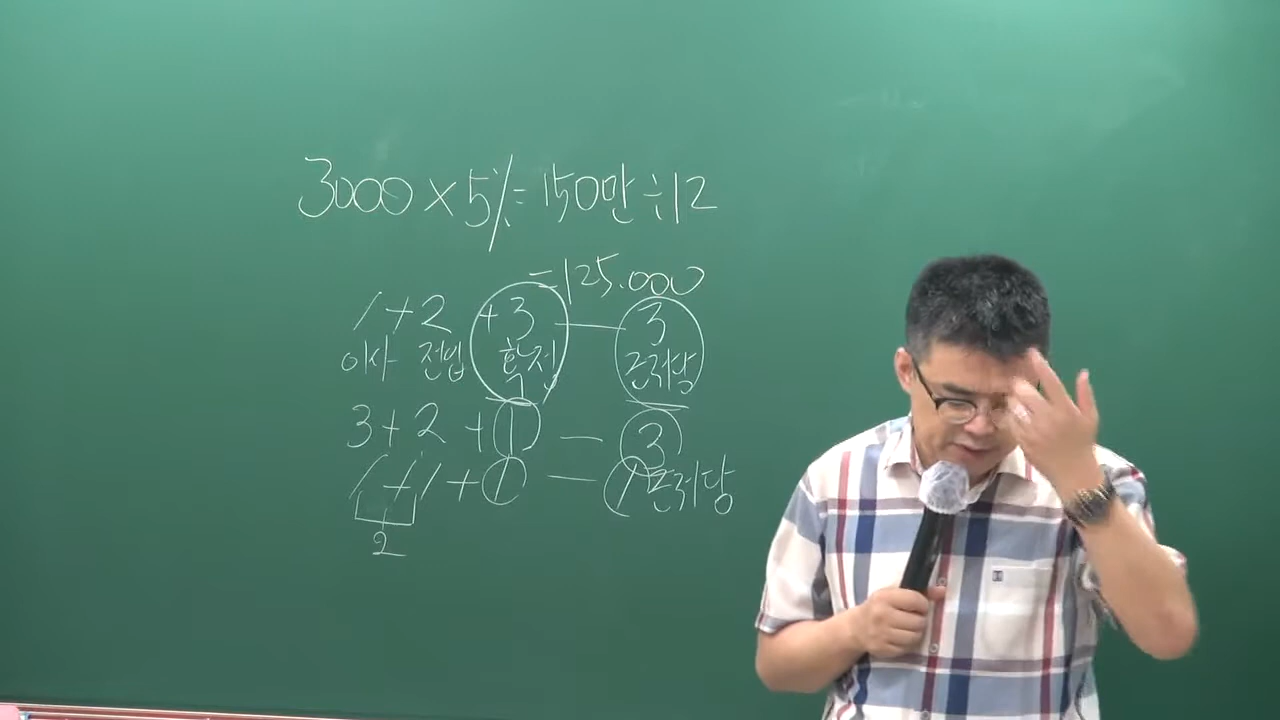 3000 × 5% = 150만 ÷ 12
= 125.000
1 + 2 + 3 — 3
이사 전입 확정 근저당
3 + 2 + 1 — 3
1 + 1 + 1 — 1 근저당
2